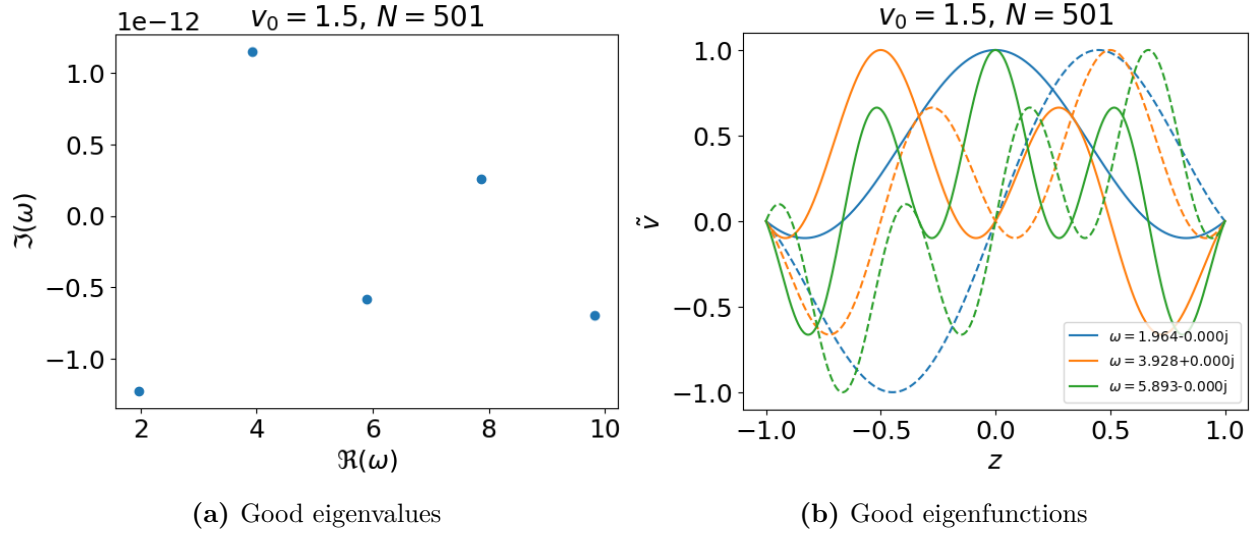 1e−12
v₀ = 1.5, N = 501
1.0
0.5
0.0
−0.5
−1.0
ℑ(ω)
2 4 6 8 10
ℜ(ω)
(a) Good eigenvalues
v₀ = 1.5, N = 501
1.0
0.5
0.0
−0.5
−1.0
ṽ
ω = 1.964-0.000j
ω = 3.928+0.000j
ω = 5.893-0.000j
−1.0 −0.5 0.0 0.5 1.0
z
(b) Good eigenfunctions